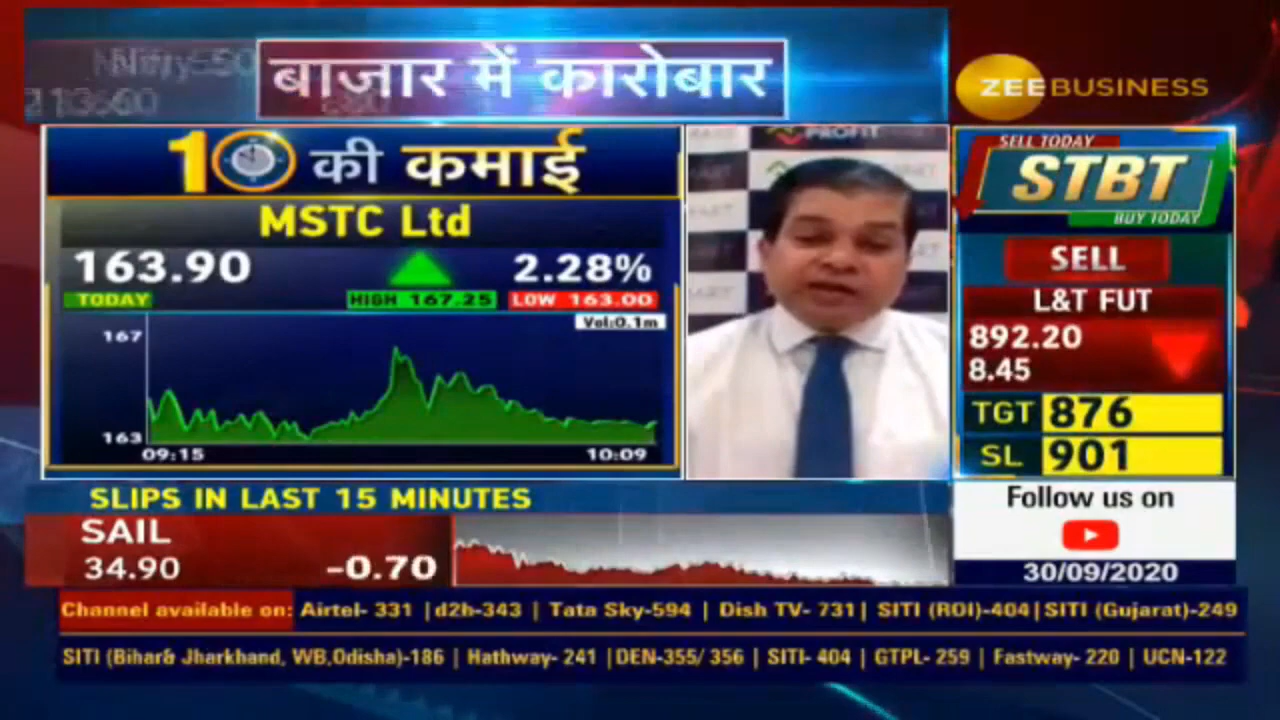 बाज़ार में कारोबार
ZEEBUSINESS
10 की कमाई
MSTC Ltd
163.90 2.28%
TODAY HIGH 167.25 LOW 163.00
Vol:0.1m
167
163
09:15 10:09
PROFIT
SELL TODAY
STBT
BUY TODAY
SELL
L&T FUT
892.20
8.45
TGT 876
SL 901
SLIPS IN LAST 15 MINUTES
SAIL
34.90 -0.70
Follow us on
30/09/2020
Channel available on: Airtel- 331 |d2h-343 | Tata Sky-594 | Dish TV- 731| SITI (ROI)-404|SITI (Gujarat)-249
SITI (Bihar& Jharkhand, WB,Odisha)-186 | Hathway- 241 |DEN-355/ 356 | SITI- 404 | GTPL- 259 | Fastway- 220 | UCN-122